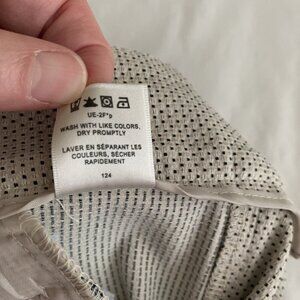 UE-2F*g
WASH WITH LIKE COLORS,
DRY PROMPTLY
LAVER EN SÉPARANT LES
COULEURS, SÉCHER
RAPIDEMENT
124